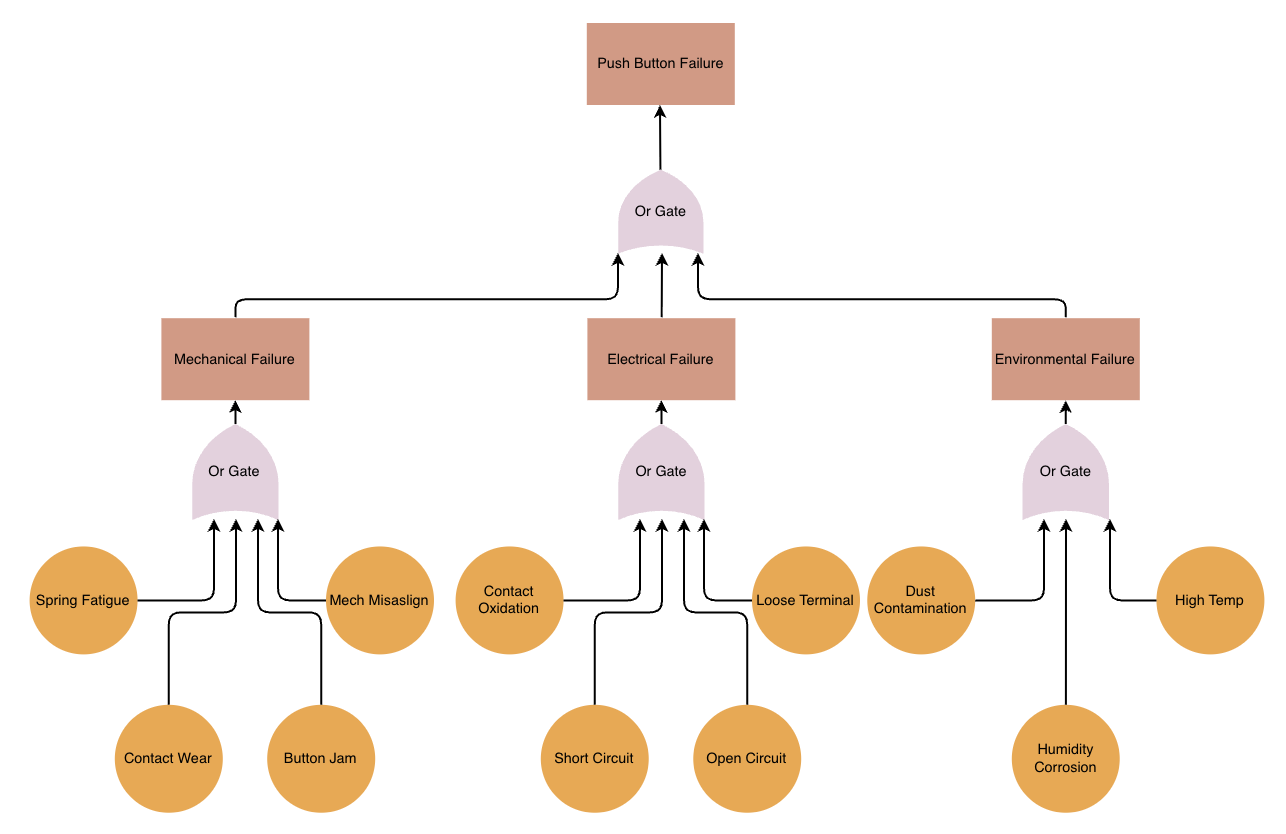 Push Button Failure
Or Gate
Mechanical Failure
Electrical Failure
Environmental Failure
Or Gate
Or Gate
Or Gate
Spring Fatigue
Mech Misaslign
Contact
Oxidation
Loose Terminal
Dust
Contamination
High Temp
Contact Wear
Button Jam
Short Circuit
Open Circuit
Humidity
Corrosion